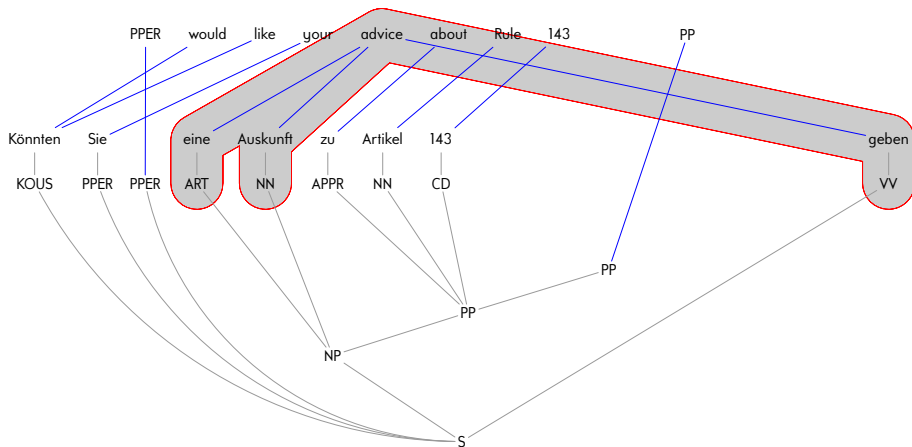 PPER would like your advice about Rule 143 PP
Könnten Sie eine Auskunft zu Artikel 143 geben
KOUS PPER PPER ART NN APPR NN CD VV
PP
PP
NP
S